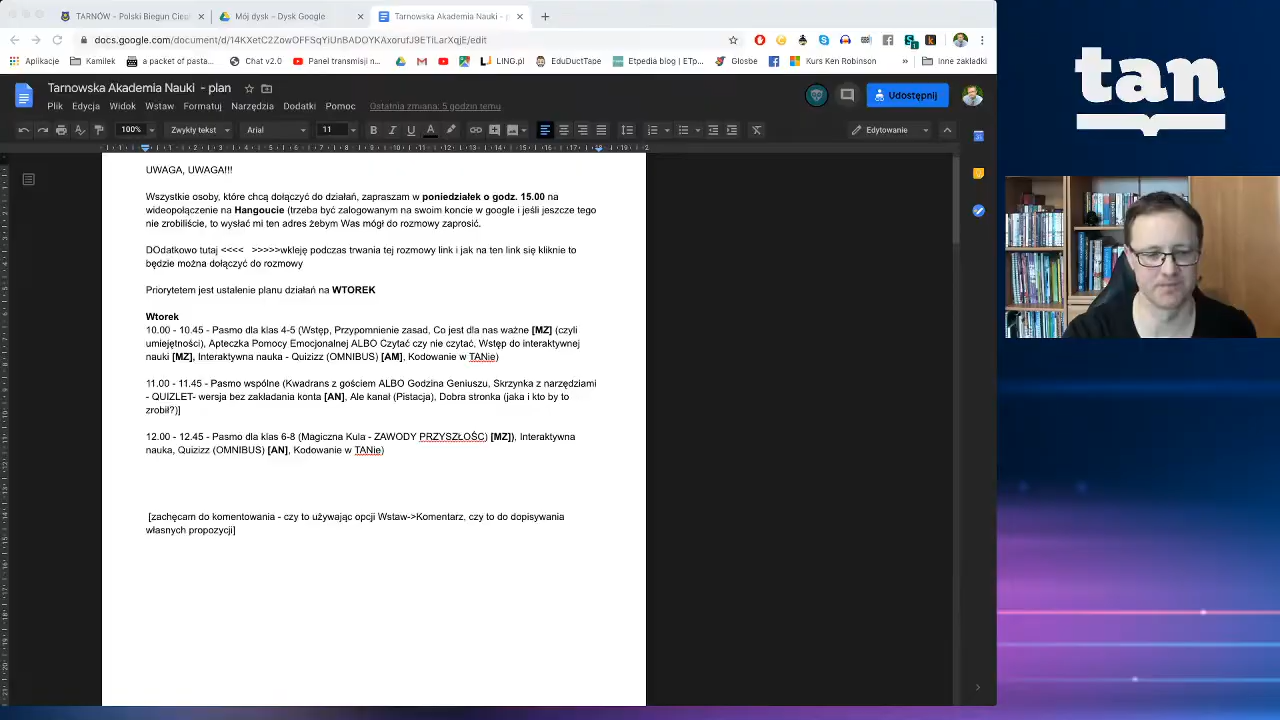 TARNÓW – Polski Biegun Ciepł
Mój dysk – Dysk Google
Tarnowska Akademia Nauki - p
docs.google.com/document/d/14KXetC2ZowOFFSqYiUnBADOYKAxorufJ9ETiLarXqjE/edit
Aplikacje
Kamilek
a packet of pasta...
Chat v2.0
Panel transmisji n...
LiNG.pl
EduDuctTape
Etpedia blog | ETp...
Glosbe
Kurs Ken Robinson
»
Inne zakładki
Tarnowska Akademia Nauki - plan
Plik Edycja Widok Wstaw Formatuj Narzędzia Dodatki Pomoc
Ostatnia zmiana: 5 godzin temu
Udostępnij
100% Zwykły tekst Arial 11 B I U A Edytowanie
UWAGA, UWAGA!!!
Wszystkie osoby, które chcą dołączyć do działań, zapraszam w poniedziałek o godz. 15.00 na
wideopołączenie na Hangoucie (trzeba być zalogowanym na swoim koncie w google i jeśli jeszcze tego
nie zrobiliście, to wysłać mi ten adres żebym Was mógł do rozmowy zaprosić.
DOdatkowo tutaj <<<< >>>>>wkleję podczas trwania tej rozmowy link i jak na ten link się kliknie to
będzie można dołączyć do rozmowy
Priorytetem jest ustalenie planu działań na WTOREK
Wtorek
10.00 - 10.45 - Pasmo dla klas 4-5 (Wstęp, Przypomnienie zasad, Co jest dla nas ważne [MZ] (czyli
umiejętności), Apteczka Pomocy Emocjonalnej ALBO Czytać czy nie czytać, Wstęp do interaktywnej
nauki [MZ], Interaktywna nauka - Quizizz (OMNIBUS) [AM], Kodowanie w TANie)
11.00 - 11.45 - Pasmo wspólne (Kwadrans z gościem ALBO Godzina Geniuszu, Skrzynka z narzędziami
- QUIZLET- wersja bez zakładania konta [AN], Ale kanał (Pistacja), Dobra stronka (jaka i kto by to
zrobił?)]
12.00 - 12.45 - Pasmo dla klas 6-8 (Magiczna Kula - ZAWODY PRZYSZŁOŚC) [MZ]), Interaktywna
nauka, Quizizz (OMNIBUS) [AN], Kodowanie w TANie)
[zachęcam do komentowania - czy to używając opcji Wstaw->Komentarz, czy to do dopisywania
własnych propozycji]
tan